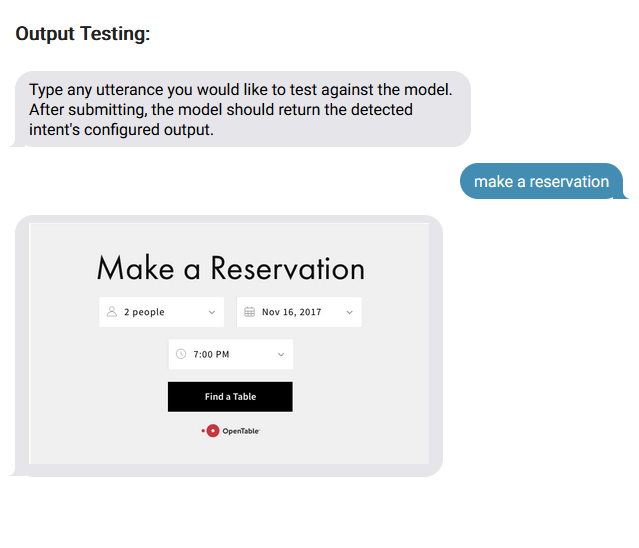 Output Testing:
Type any utterance you would like to test against the model.
After submitting, the model should return the detected
intent's configured output.
make a reservation
Make a Reservation
2 people
Nov 16, 2017
7:00 PM
Find a Table
OpenTable